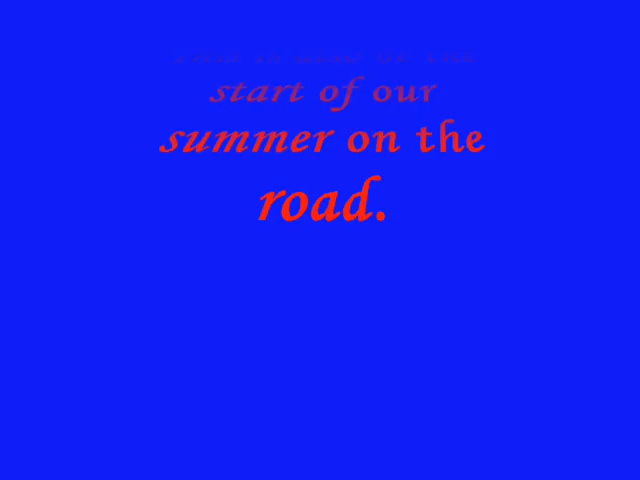 start of our
summer on the
road.